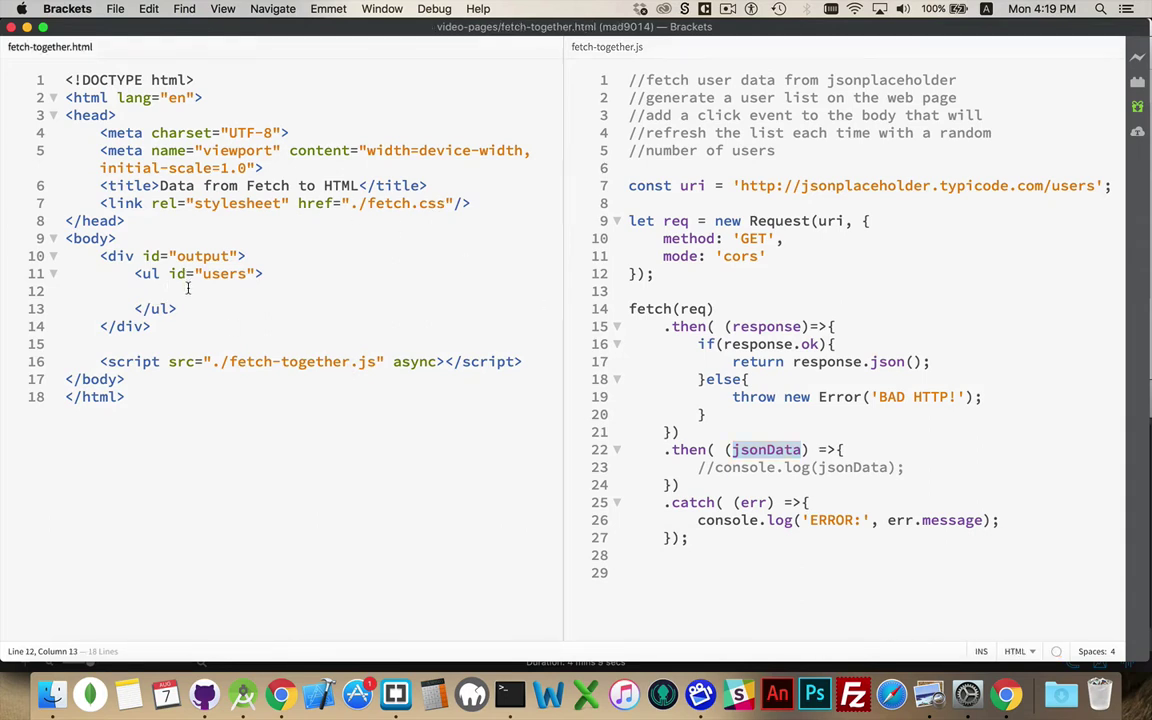 Brackets File Edit Find View Navigate Emmet Window Debug Help 100% A Mon 4:19 PM
video-pages/fetch-together.html (mad9014) — Brackets
fetch-together.html
1 <!DOCTYPE html>
2 <html lang="en">
3 <head>
4 <meta charset="UTF-8">
5 <meta name="viewport" content="width=device-width,
initial-scale=1.0">
6 <title>Data from Fetch to HTML</title>
7 <link rel="stylesheet" href="./fetch.css"/>
8 </head>
9 <body>
10 <div id="output">
11 <ul id="users">
12
13 </ul>
14 </div>
15
16 <script src="./fetch-together.js" async></script>
17 </body>
18 </html>
fetch-together.js
1 //fetch user data from jsonplaceholder
2 //generate a user list on the web page
3 //add a click event to the body that will
4 //refresh the list each time with a random
5 //number of users
6
7 const uri = 'http://jsonplaceholder.typicode.com/users';
8
9 let req = new Request(uri, {
10 method: 'GET',
11 mode: 'cors'
12 });
13
14 fetch(req)
15 .then( (response)=>{
16 if(response.ok){
17 return response.json();
18 }else{
19 throw new Error('BAD HTTP!');
20 }
21 })
22 .then( (jsonData) =>{
23 //console.log(jsonData);
24 })
25 .catch( (err) =>{
26 console.log('ERROR:', err.message);
27 });
28
29
Line 12, Column 13 — 18 Lines
INS HTML Spaces: 4
AUG
7
1
W
X
S
An
Ps
Fz